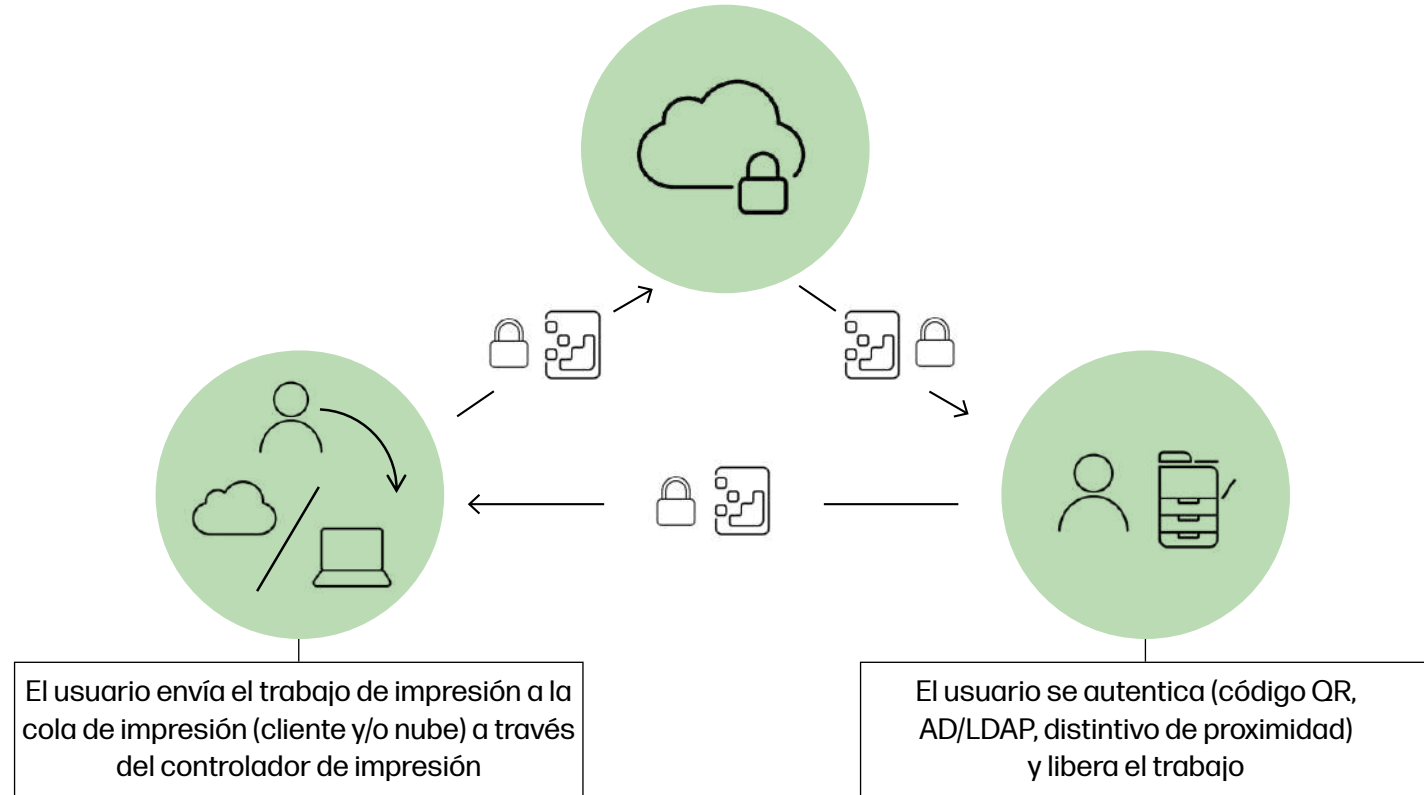 El usuario envía el trabajo de impresión a la
cola de impresión (cliente y/o nube) a través
del controlador de impresión
El usuario se autentica (código QR,
AD/LDAP, distintivo de proximidad)
y libera el trabajo